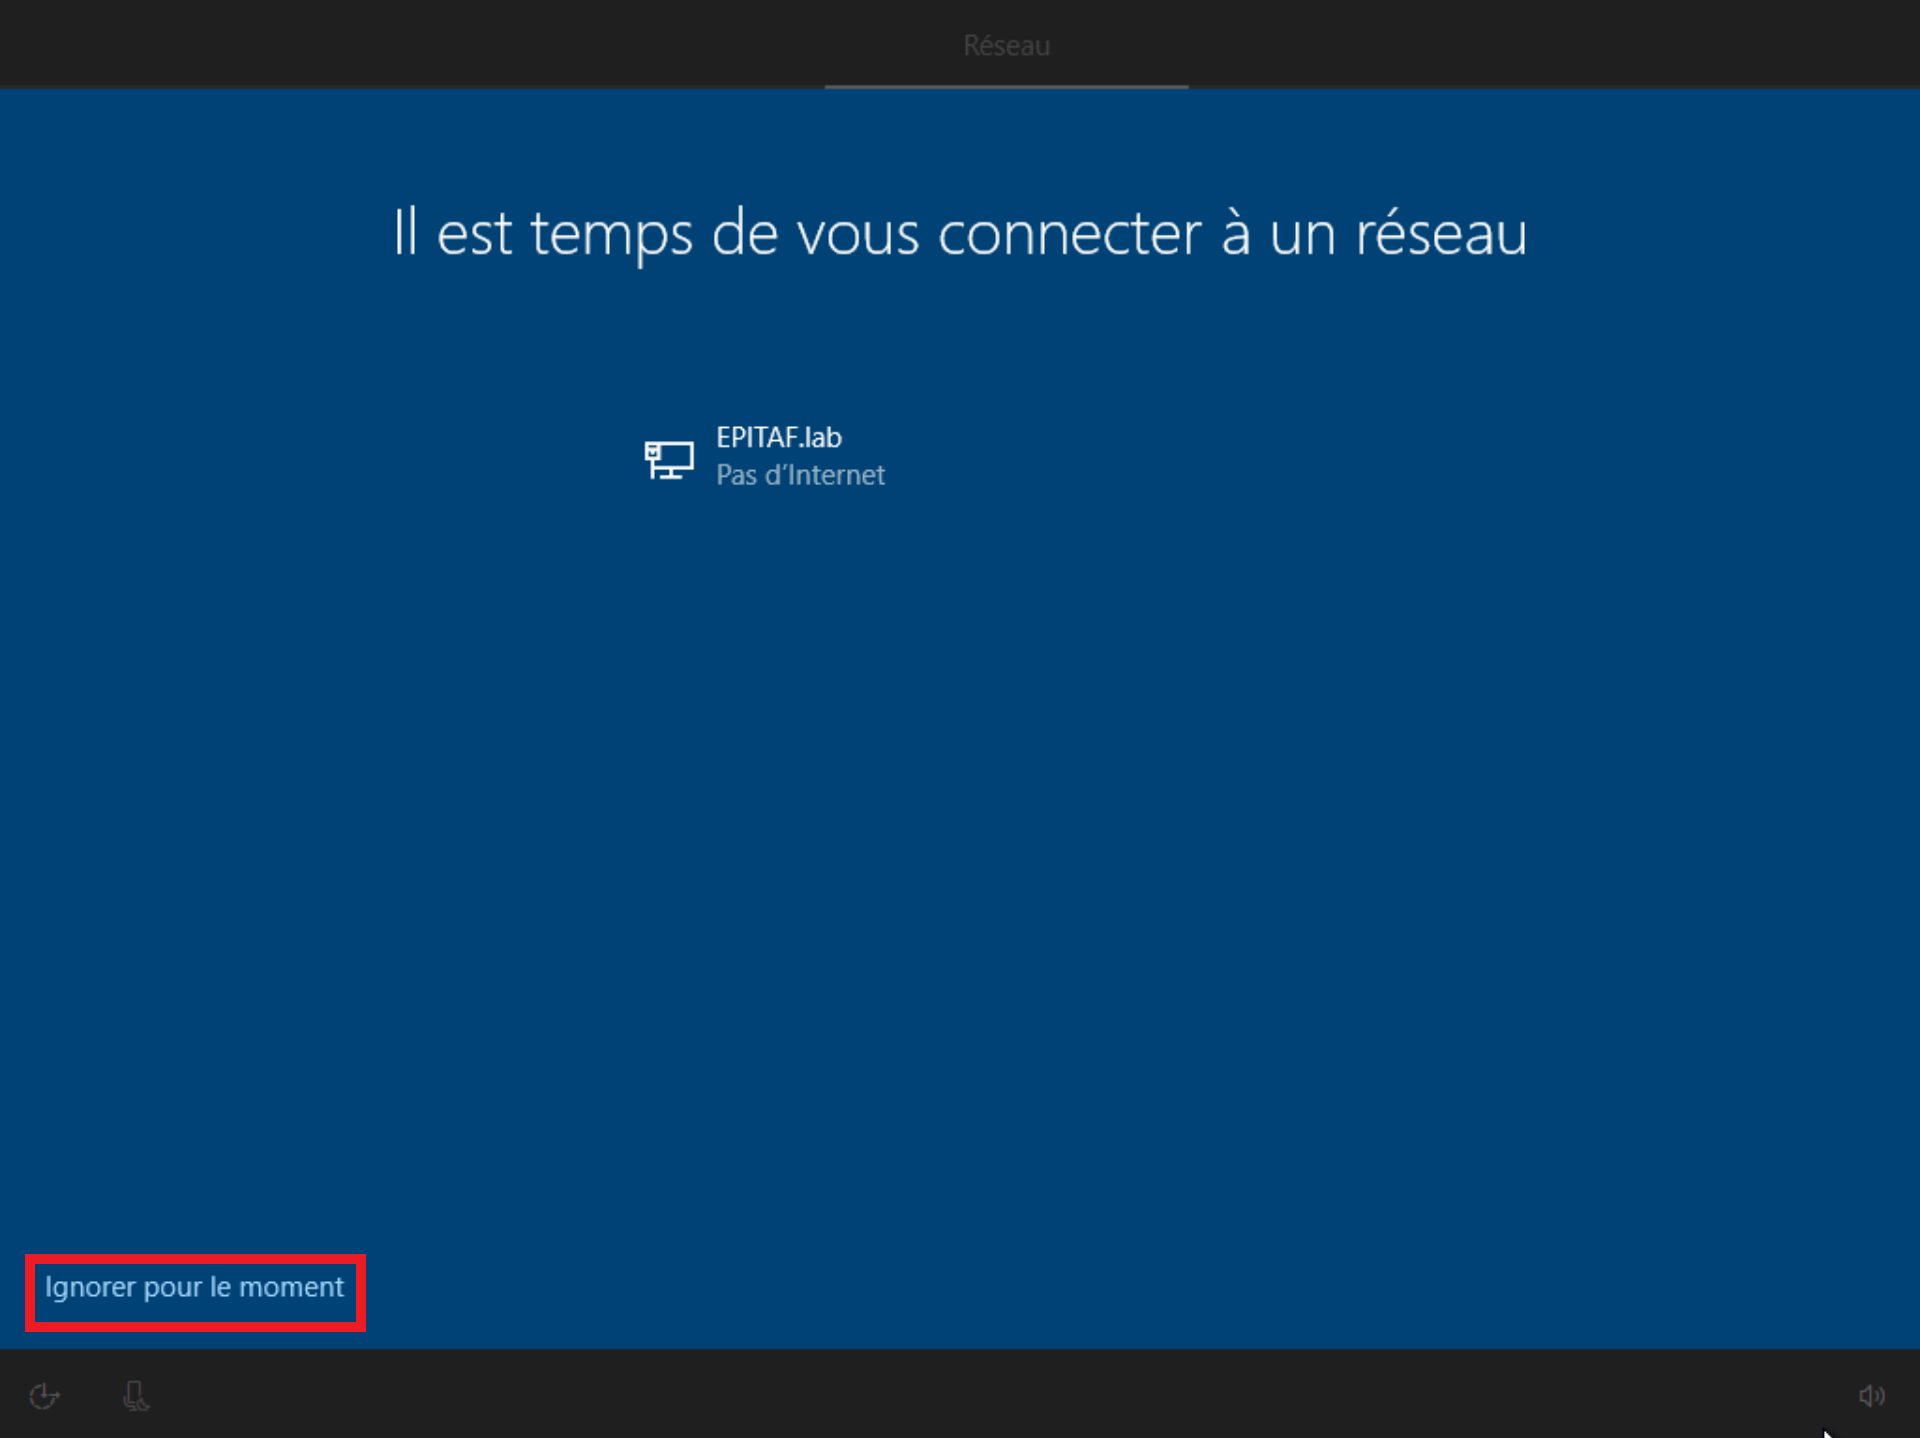 Réseau
Il est temps de vous connecter à un réseau
EPITAF.lab
Pas d’Internet
Ignorer pour le moment